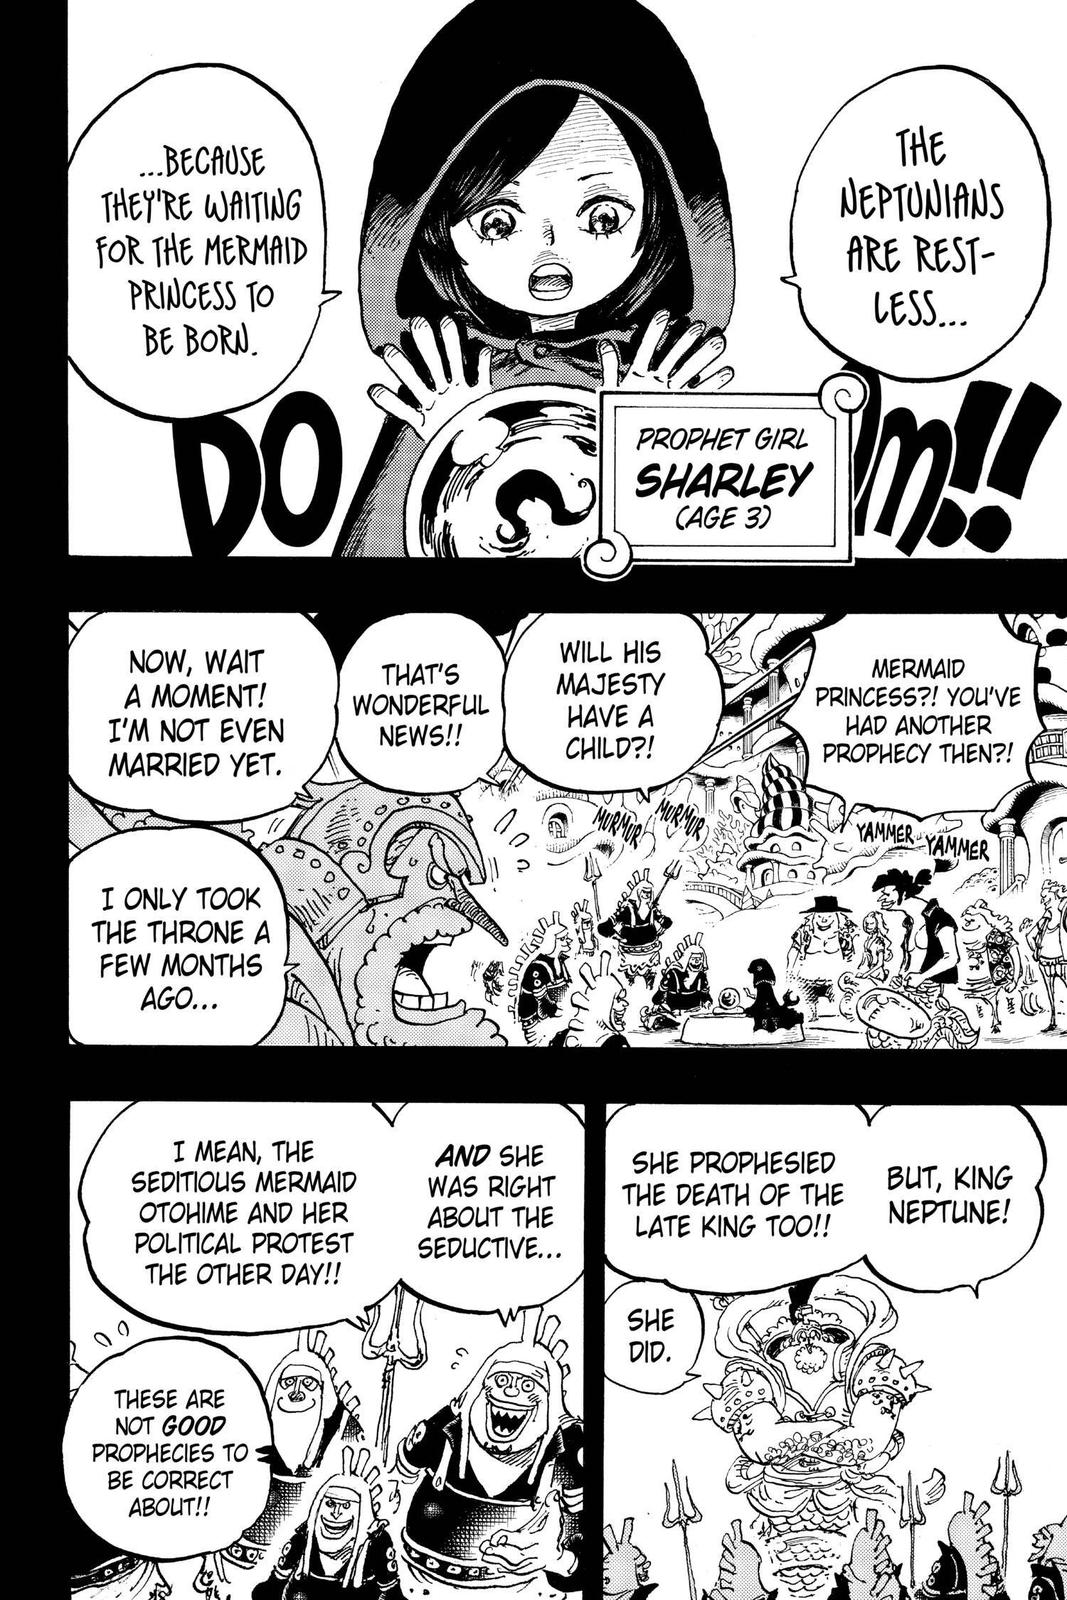 THE
NEPTUNIANS
ARE REST-
LESS...
...BECAUSE
THEY'RE WAITING
FOR THE MERMAID
PRINCESS TO
BE BORN.
DO
OM!!
PROPHET GIRL
SHARLEY
(AGE 3)
MERMAID
PRINCESS?! YOU'VE
HAD ANOTHER
PROPHECY THEN?!
WILL HIS
MAJESTY
HAVE A
CHILD?!
THAT'S
WONDERFUL
NEWS!!
NOW, WAIT
A MOMENT!
I'M NOT EVEN
MARRIED YET.
YAMMER
YAMMER
MURMUR
MURMUR
I ONLY TOOK
THE THRONE A
FEW MONTHS
AGO...
BUT, KING
NEPTUNE!
SHE PROPHESIED
THE DEATH OF THE
LATE KING TOO!!
SHE
DID.
AND SHE
WAS RIGHT
ABOUT THE
SEDUCTIVE...
I MEAN, THE
SEDITIOUS MERMAID
OTOHIME AND HER
POLITICAL PROTEST
THE OTHER DAY!!
THESE ARE
NOT GOOD
PROPHECIES TO
BE CORRECT
ABOUT!!